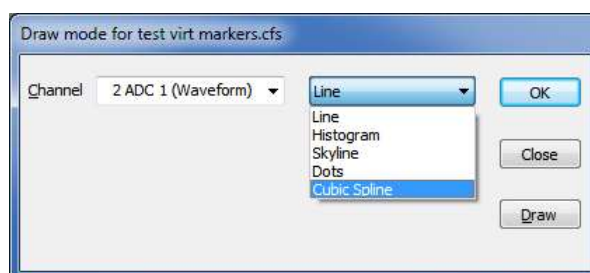 Draw mode for test virt markers.cfs
Channel 2 ADC 1 (Waveform) Line OK
Line
Histogram
Skyline
Dots
Cubic Spline
Close
Draw